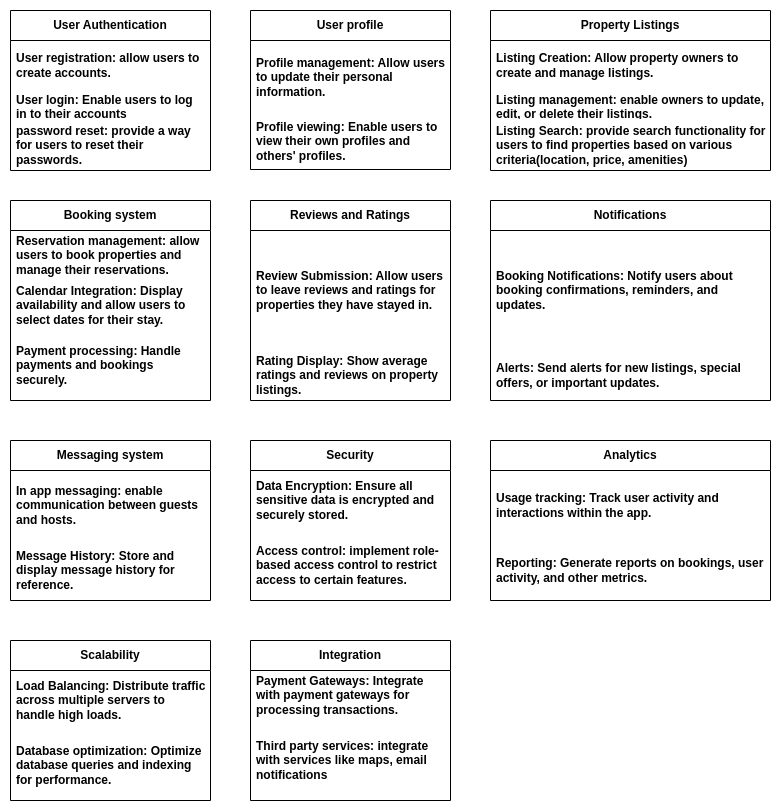 User Authentication
User registration: allow users to
create accounts.
User login: Enable users to log
in to their accounts
password reset: provide a way
for users to reset their
passwords.
User profile
Profile management: Allow users
to update their personal
information.
Profile viewing: Enable users to
view their own profiles and
others' profiles.
Property Listings
Listing Creation: Allow property owners to
create and manage listings.
Listing management: enable owners to update,
edit, or delete their listings.
Listing Search: provide search functionality for
users to find properties based on various
criteria(location, price, amenities)
Booking system
Reservation management: allow
users to book properties and
manage their reservations.
Calendar Integration: Display
availability and allow users to
select dates for their stay.
Payment processing: Handle
payments and bookings
securely.
Reviews and Ratings
Review Submission: Allow users
to leave reviews and ratings for
properties they have stayed in.
Rating Display: Show average
ratings and reviews on property
listings.
Notifications
Booking Notifications: Notify users about
booking confirmations, reminders, and
updates.
Alerts: Send alerts for new listings, special
offers, or important updates.
Messaging system
In app messaging: enable
communication between guests
and hosts.
Message History: Store and
display message history for
reference.
Security
Data Encryption: Ensure all
sensitive data is encrypted and
securely stored.
Access control: implement role-
based access control to restrict
access to certain features.
Analytics
Usage tracking: Track user activity and
interactions within the app.
Reporting: Generate reports on bookings, user
activity, and other metrics.
Scalability
Load Balancing: Distribute traffic
across multiple servers to
handle high loads.
Database optimization: Optimize
database queries and indexing
for performance.
Integration
Payment Gateways: Integrate
with payment gateways for
processing transactions.
Third party services: integrate
with services like maps, email
notifications